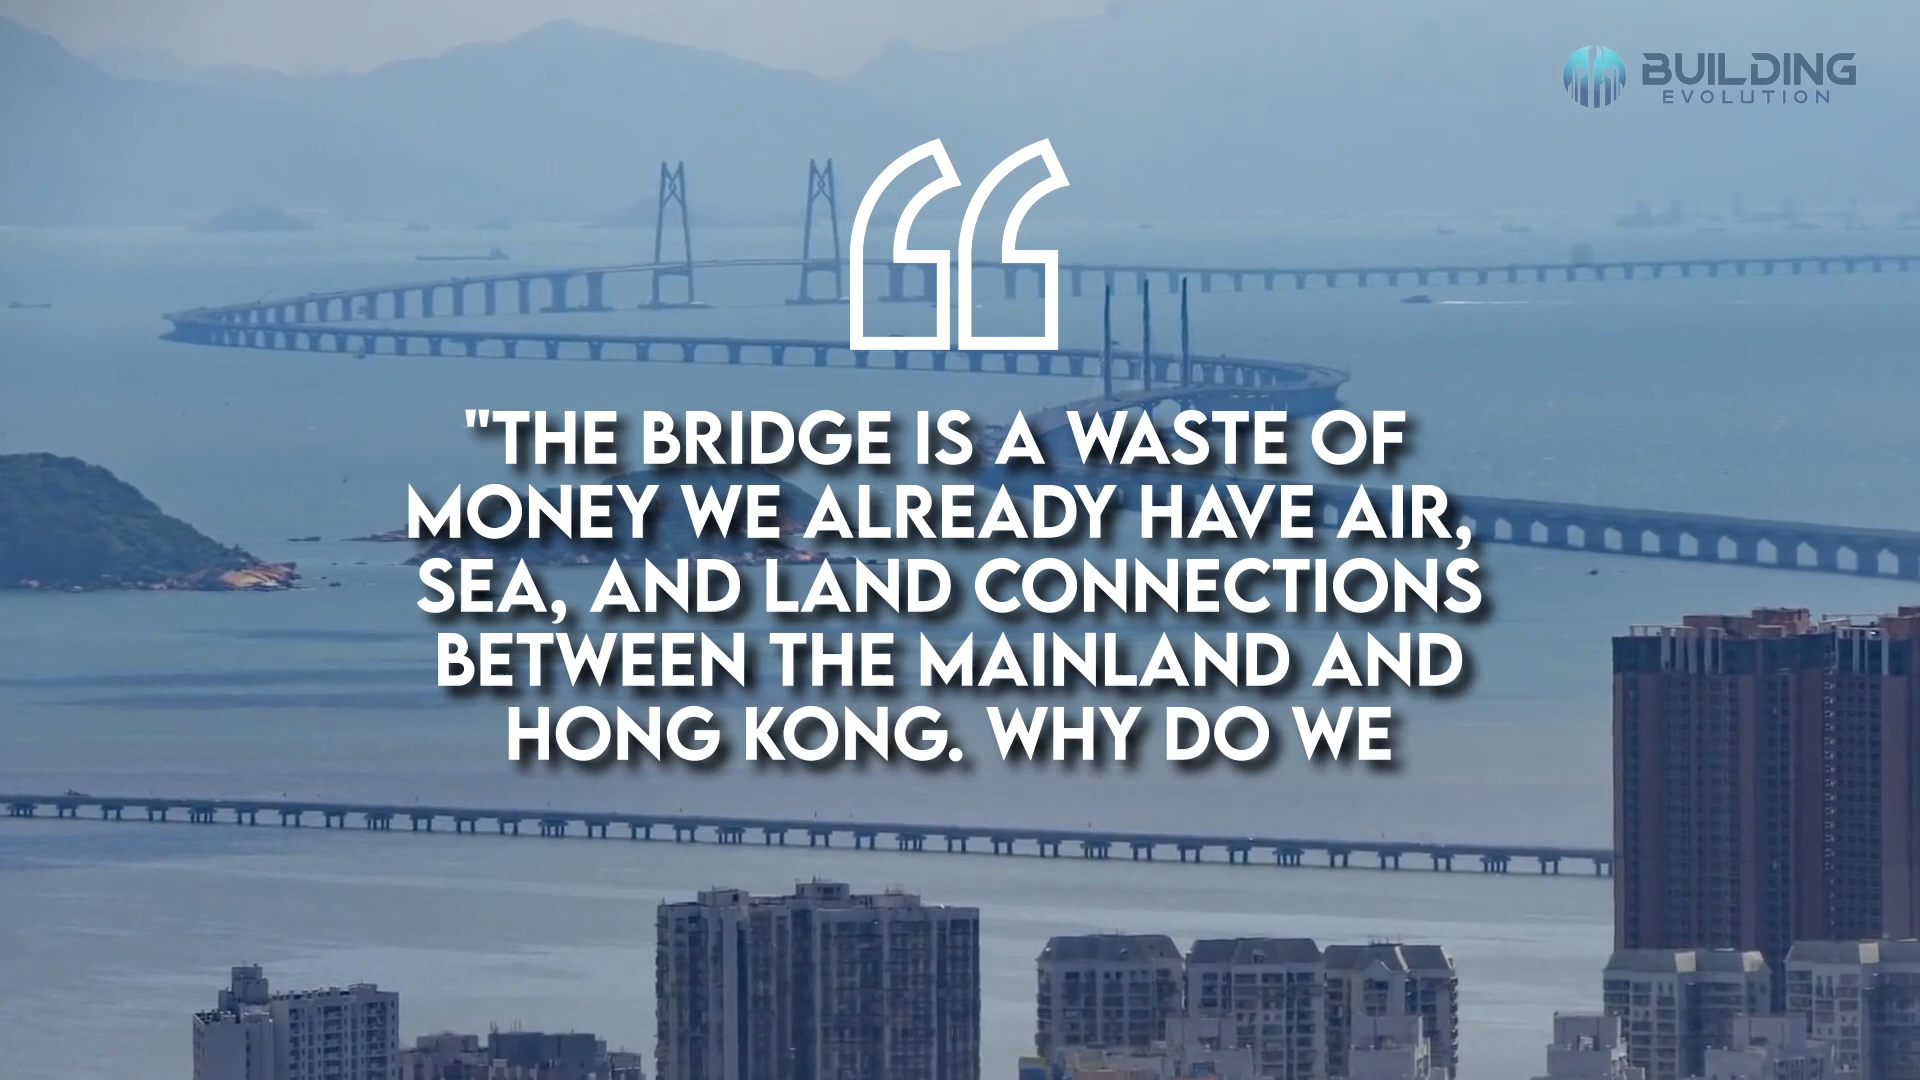 BUILDING
EVOLUTION
"THE BRIDGE IS A WASTE OF
MONEY WE ALREADY HAVE AIR,
SEA, AND LAND CONNECTIONS
BETWEEN THE MAINLAND AND
HONG KONG. WHY DO WE